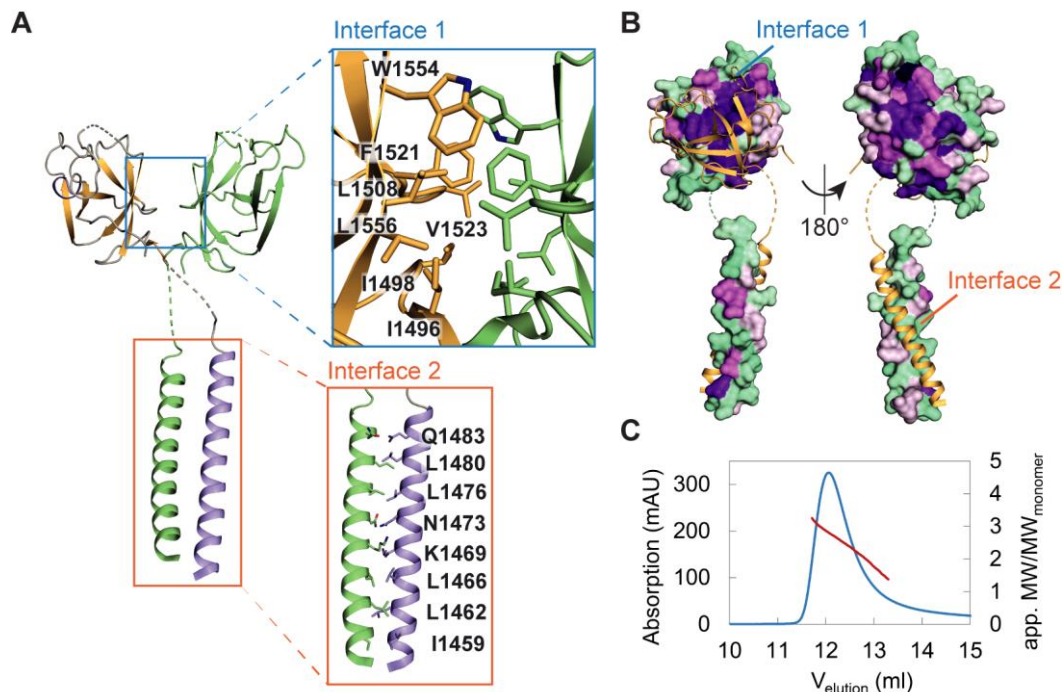 A
Interface 1
W1554
F1521
L1508
L1556
V1523
I1498
I1496
Interface 2
Q1483
L1480
L1476
N1473
K1469
L1466
L1462
I1459
B
Interface 1
180°
Interface 2
C
Absorption (mAU)
300
200
100
0
5
4
3
2
1
0
app. MW/MWmonomer
10 11 12 13 14 15
Velution (ml)